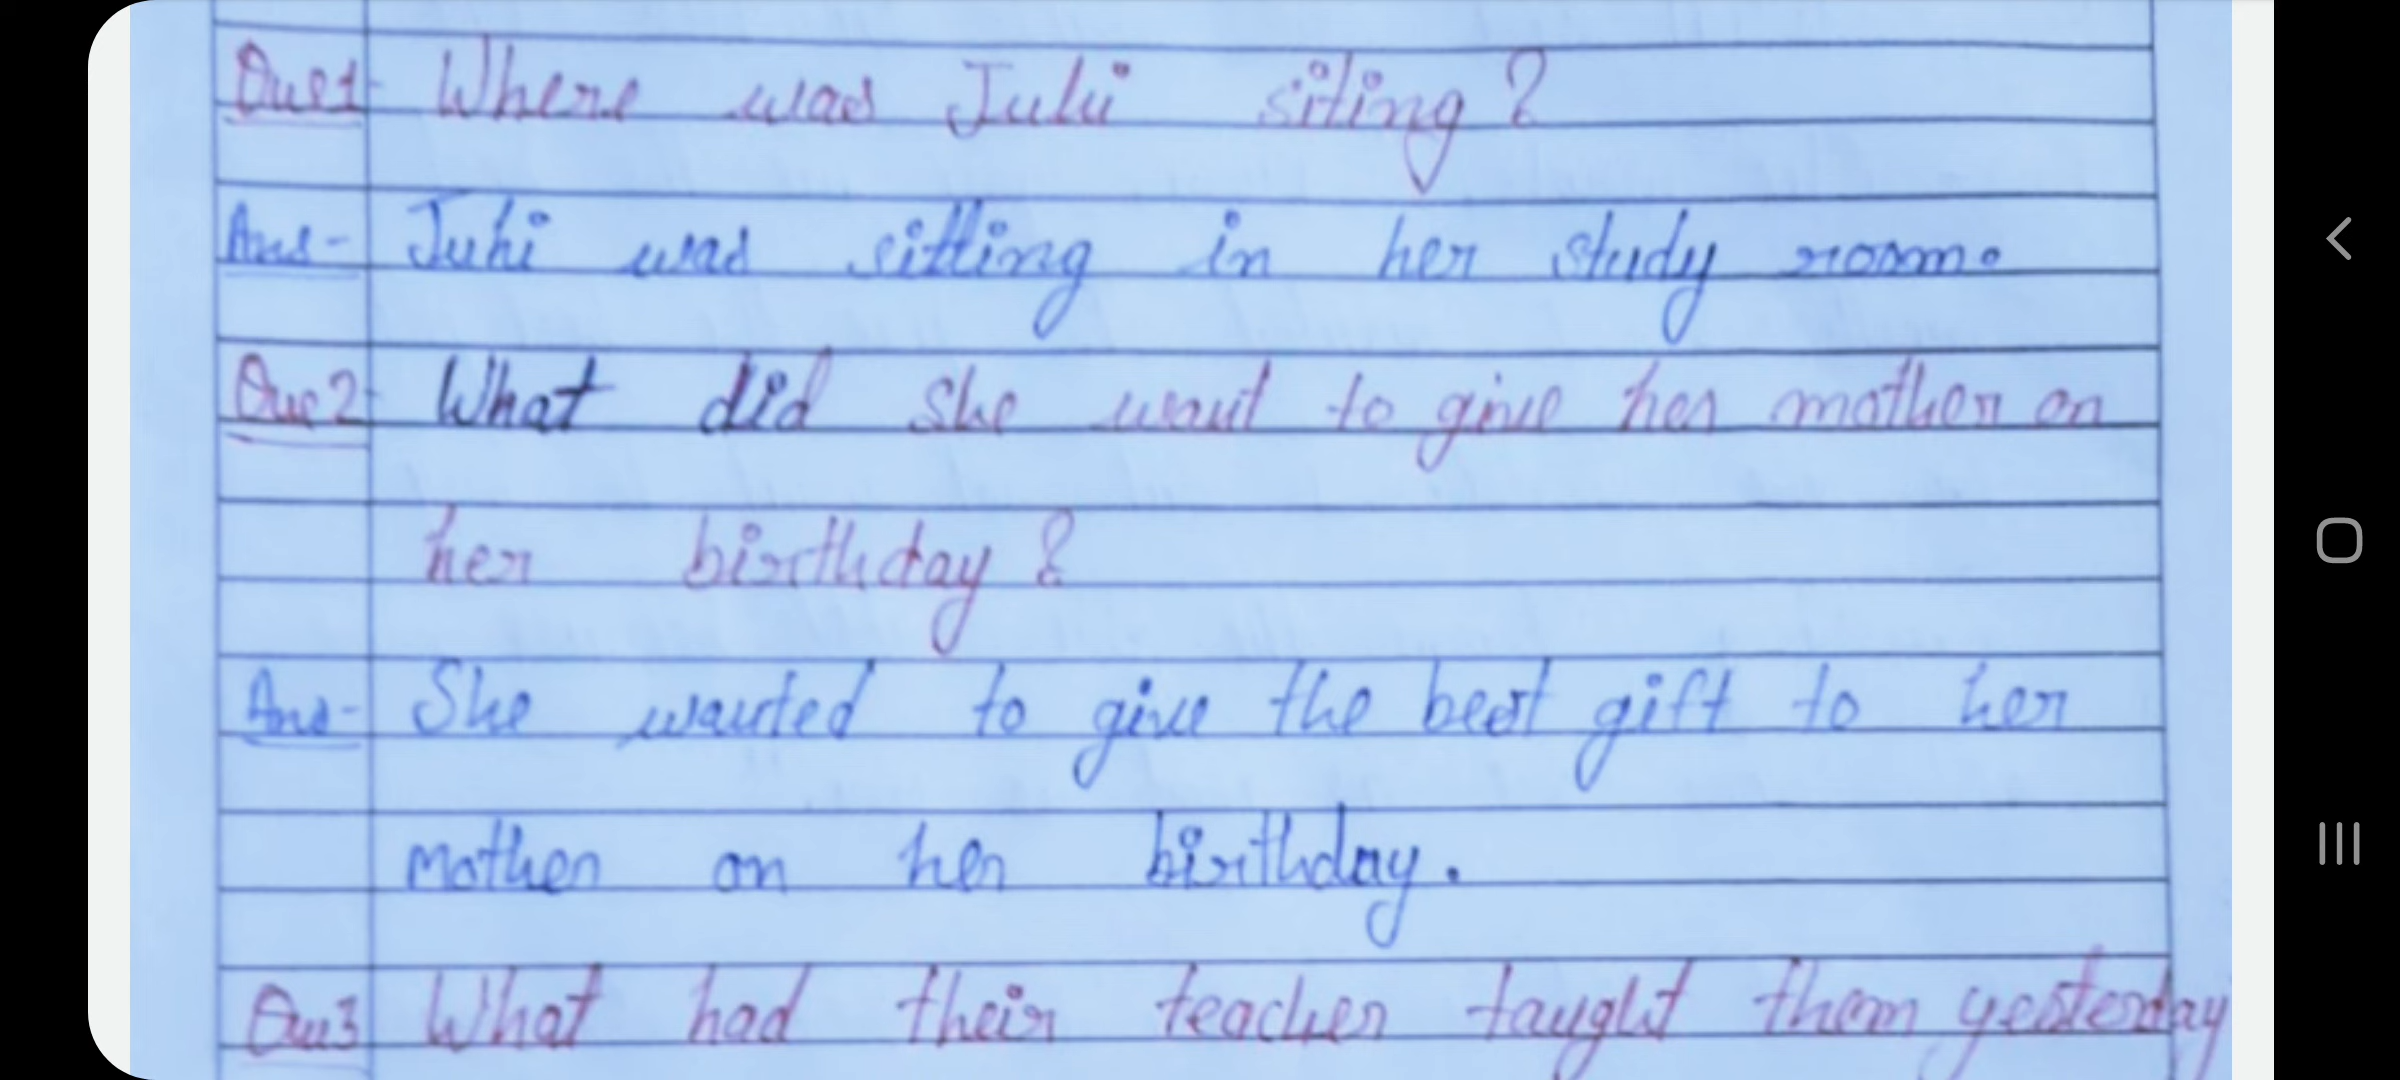 Que1- Where was Juhi siting?
Ans- Juhi was sitting in her study room.
Que2- What did she want to give her mother on
her birthday?
Ans- She wanted to give the best gift to her
mother on her birthday.
Que3 What had their teacher taught them yesterday